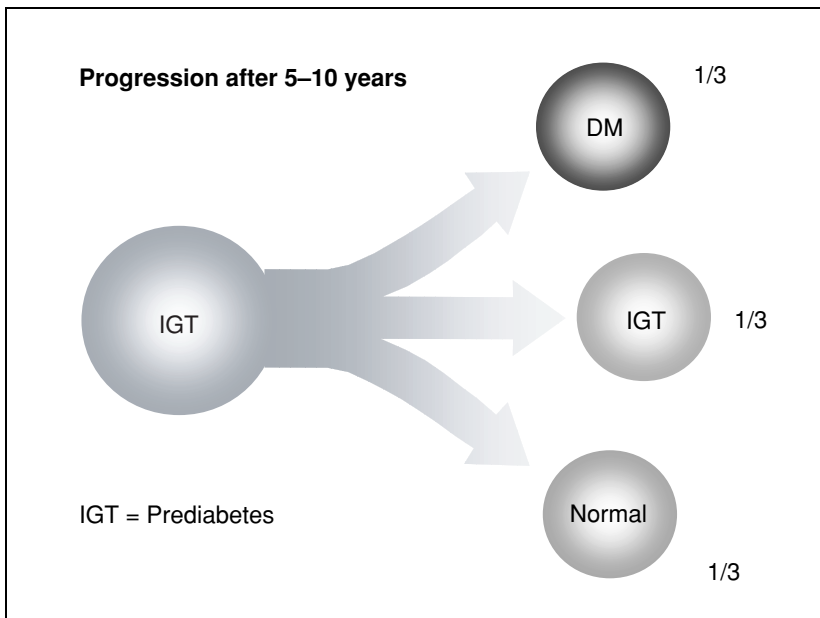 Progression after 5–10 years
1/3
DM
IGT
IGT
1/3
IGT = Prediabetes
Normal
1/3